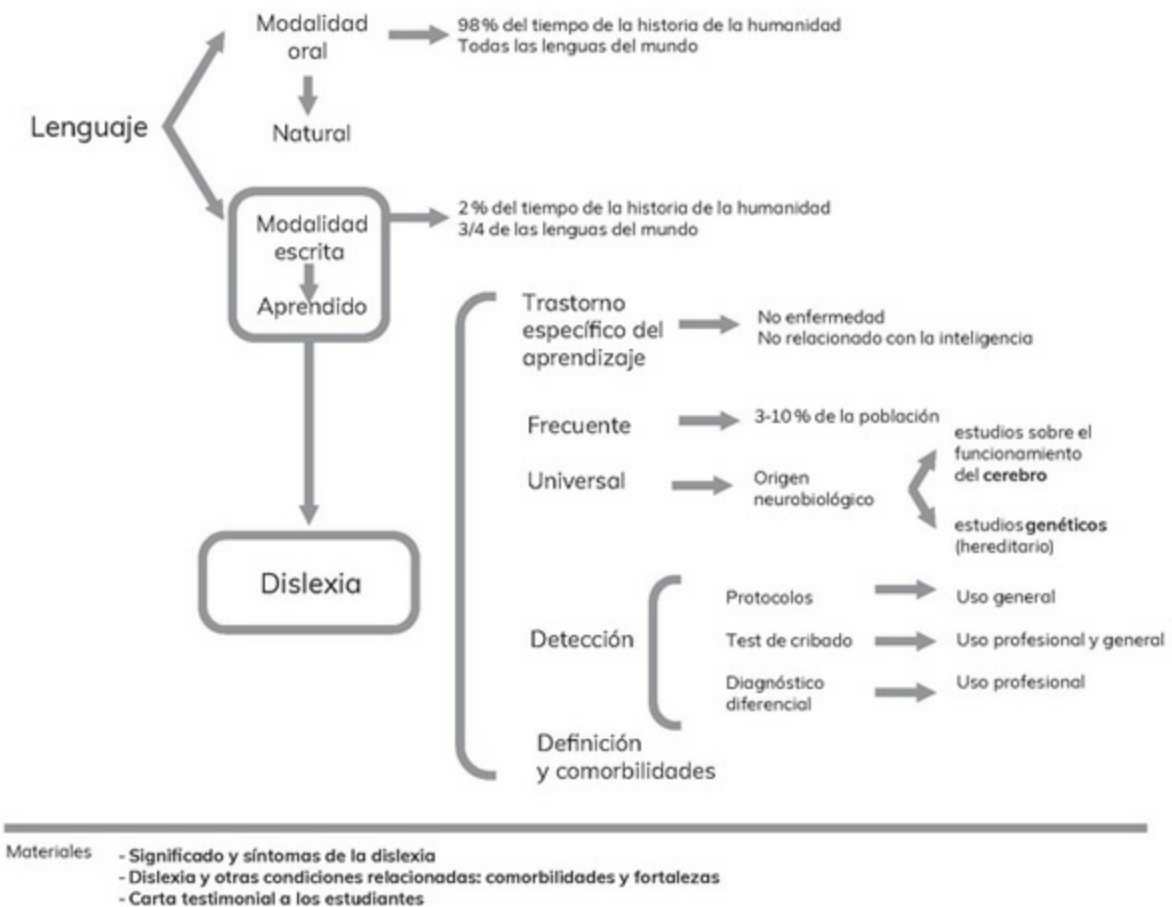 Modalidad
oral
98% del tiempo de la historia de la humanidad
Todas las lenguas del mundo
Lenguaje
Natural
Modalidad
escrita
Aprendido
2% del tiempo de la historia de la humanidad
3/4 de las lenguas del mundo
Trastorno
específico del
aprendizaje
No enfermedad
No relacionado con la inteligencia
Frecuente
3-10% de la población
Universal
Origen
neurobiológico
estudios sobre el
funcionamiento
del cerebro
estudios genéticos
(hereditario)
Dislexia
Detección
Protocolos
Uso general
Test de cribado
Uso profesional y general
Diagnóstico
diferencial
Uso profesional
Definición
y comorbilidades
Materiales
- Significado y síntomas de la dislexia
- Dislexia y otras condiciones relacionadas: comorbilidades y fortalezas
- Carta testimonial a los estudiantes